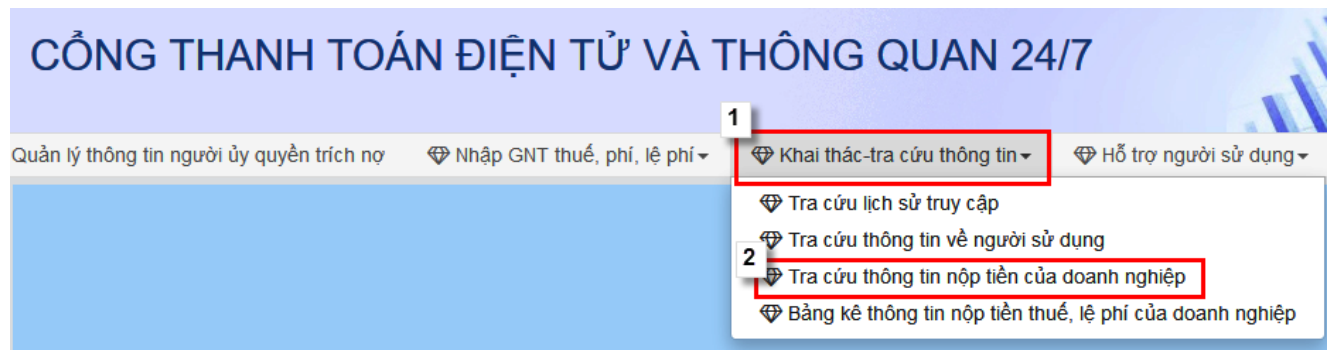 CỔNG THANH TOÁN ĐIỆN TỬ VÀ THÔNG QUAN 24/7
1
Quản lý thông tin người ủy quyền trích nợ Nhập GNT thuế, phí, lệ phí Khai thác-tra cứu thông tin Hỗ trợ người sử dụng
Tra cứu lịch sử truy cập
Tra cứu thông tin về người sử dụng
2
Tra cứu thông tin nộp tiền của doanh nghiệp
Bảng kê thông tin nộp tiền thuế, lệ phí của doanh nghiệp